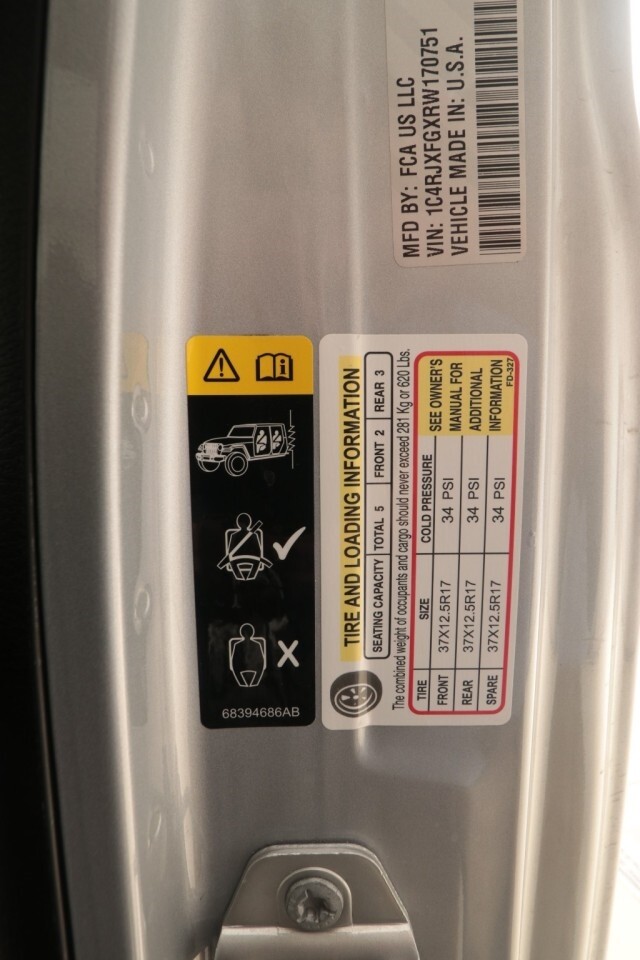 MFD BY: FCA US LLC
VIN: 1C4RJXFGXRW170751
VEHICLE MADE IN: U.S.A.
68394686AB
TIRE AND LOADING INFORMATION
SEATING CAPACITY TOTAL 5 FRONT 2 REAR 3
The combined weight of occupants and cargo should never exceed 281 Kg or 620 Lbs.
TIRE SIZE COLD PRESSURE
FRONT 37X12.5R17 34 PSI
REAR 37X12.5R17 34 PSI
SPARE 37X12.5R17 34 PSI
SEE OWNER'S
MANUAL FOR
ADDITIONAL
INFORMATION
FD-327